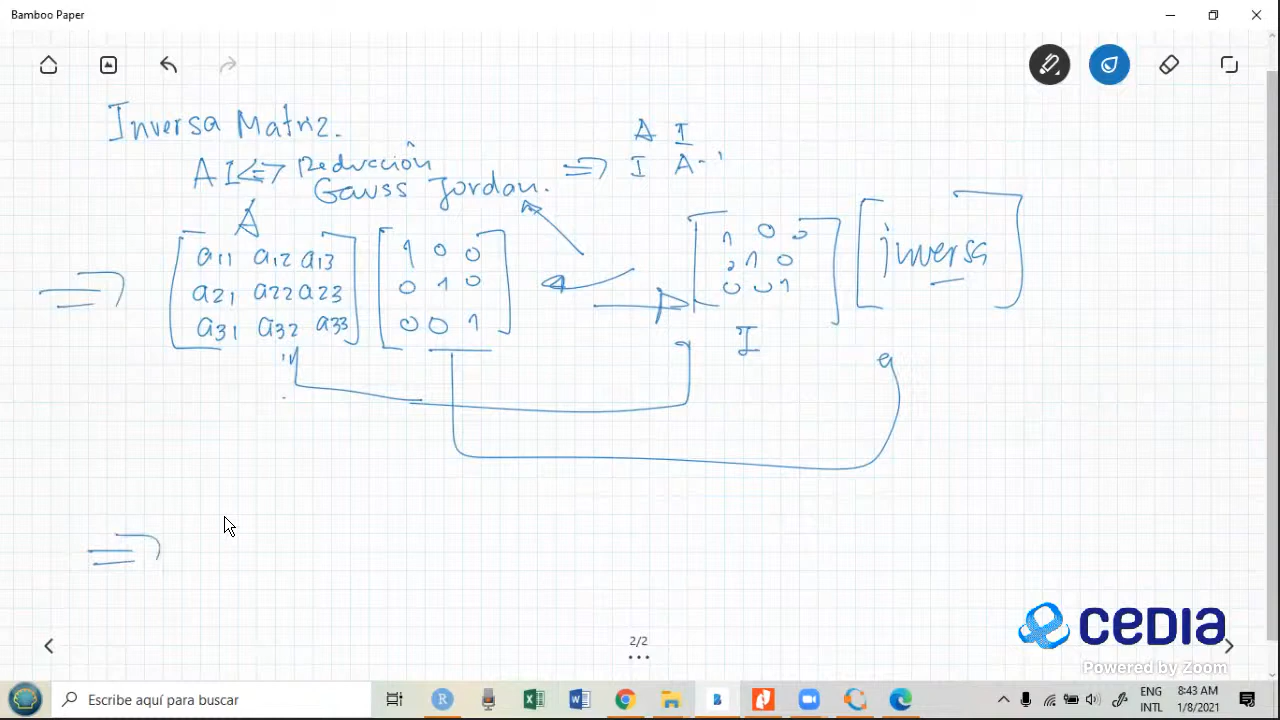 Bamboo Paper
Inversa Matriz.
A I <=> Reducción
Gauss Jordan.
=> A I
I A-1
A
=> [a11 a12 a13] [1 0 0] [1 0 0] [inversa]
[a21 a22 a23] [0 1 0] [0 1 0]
[a31 a32 a33] [0 0 1] [0 0 1]
I
=>
2/2
cedia
Powered by Zoom
Escribe aquí para buscar
ENG
INTL
8:43 AM
1/8/2021